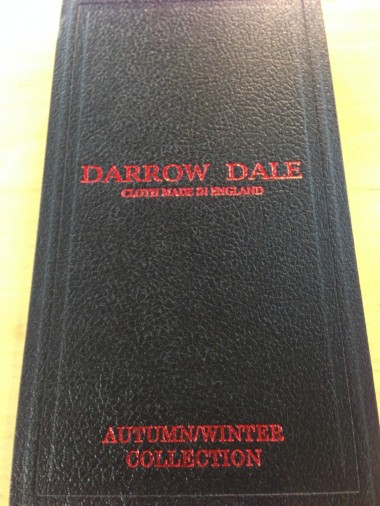 DARROW DALE
CLOTH MADE IN ENGLAND
AUTUMN/WINTER
COLLECTION